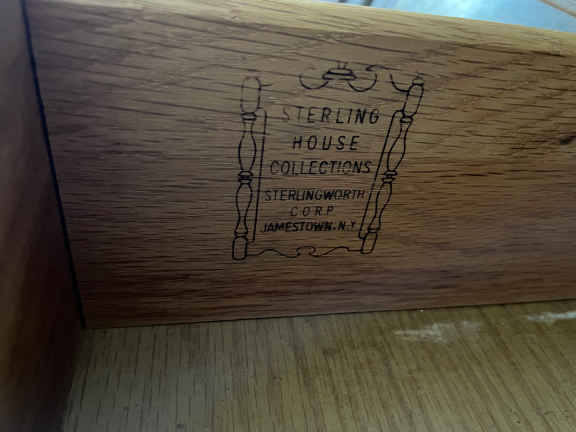 STERLING
HOUSE
COLLECTIONS
STERLINGWORTH
CORP
JAMESTOWN, N.Y.